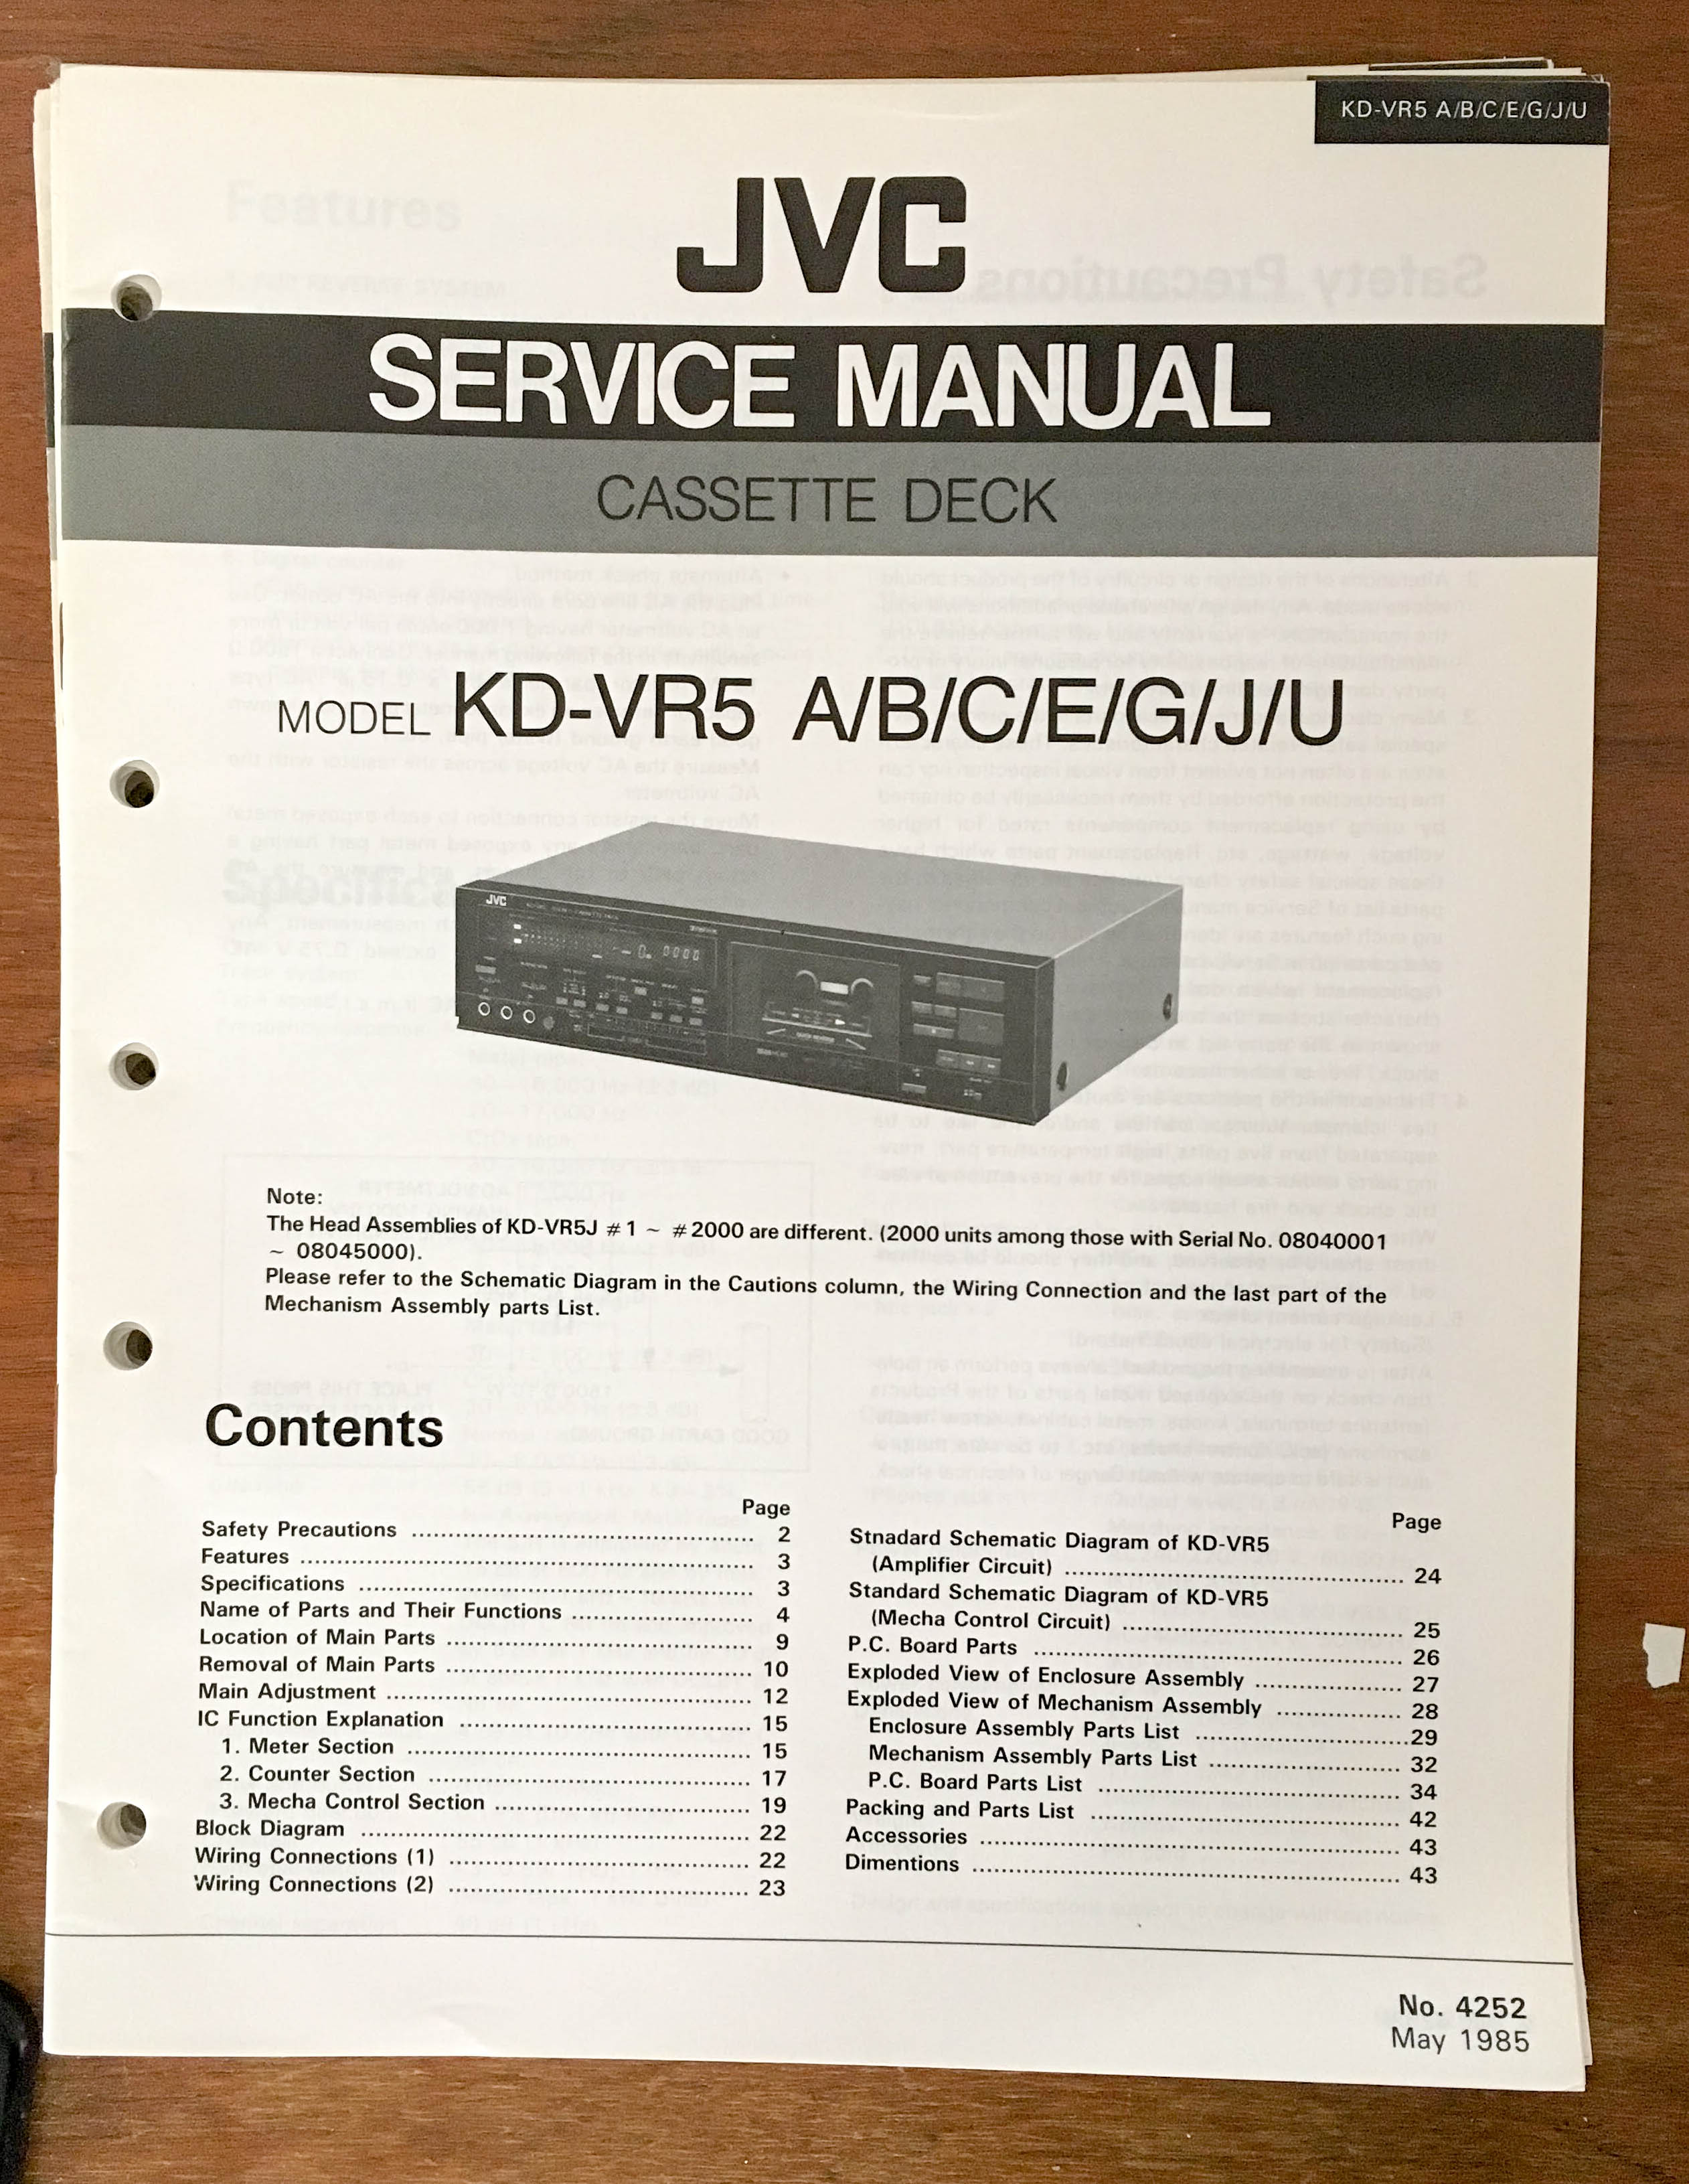 KD-VR5 A/B/C/E/G/J/U
JVC
SERVICE MANUAL
CASSETTE DECK
MODEL KD-VR5 A/B/C/E/G/J/U
JVC
Note:
The Head Assemblies of KD-VR5J #1 ~ #2000 are different. (2000 units among those with Serial No. 08040001
~ 08045000).
Please refer to the Schematic Diagram in the Cautions column, the Wiring Connection and the last part of the
Mechanism Assembly parts List.
Contents
Page
Safety Precautions ........ 2
Features ........ 3
Specifications ........ 3
Name of Parts and Their Functions ........ 4
Location of Main Parts ........ 9
Removal of Main Parts ........ 10
Main Adjustment ........ 12
IC Function Explanation ........ 15
1. Meter Section ........ 15
2. Counter Section ........ 17
3. Mecha Control Section ........ 19
Block Diagram ........ 22
Wiring Connections (1) ........ 22
Wiring Connections (2) ........ 23
Page
Stnadard Schematic Diagram of KD-VR5
(Amplifier Circuit) ........ 24
Standard Schematic Diagram of KD-VR5
(Mecha Control Circuit) ........ 25
P.C. Board Parts ........ 26
Exploded View of Enclosure Assembly ........ 27
Exploded View of Mechanism Assembly ........ 28
Enclosure Assembly Parts List ........ 29
Mechanism Assembly Parts List ........ 32
P.C. Board Parts List ........ 34
Packing and Parts List ........ 42
Accessories ........ 43
Dimentions ........ 43
No. 4252
May 1985